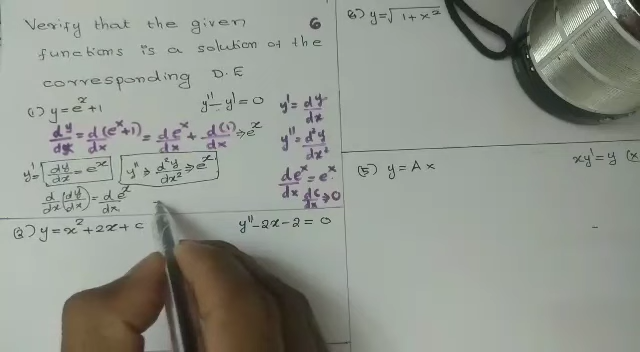 Verify that the given 6
functions is a solution of the
corresponding D.E
(1) y = e^x + 1 y'' - y' = 0
dy/dx = d(e^x+1)/dx = de^x/dx + d(1)/dx ⇒ e^x
y' = dy/dx = e^x y'' ⇒ d²y/dx² ⇒ e^x
d/dx (dy/dx) = de^x/dx
y' = dy/dx
y'' = d²y/dx²
de^x/dx = e^x
dc/dx ⇒ 0
(2) y = x² + 2x + c y'' - 2x - 2 = 0
y = √1+x²
(5) y = Ax xy' = y (x